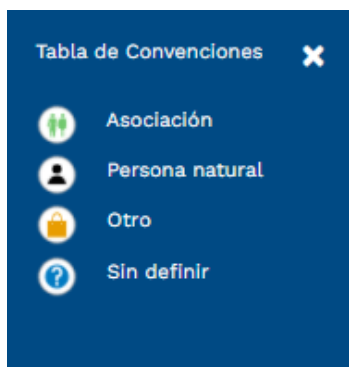 Tabla de Convenciones
Asociación
Persona natural
Otro
Sin definir